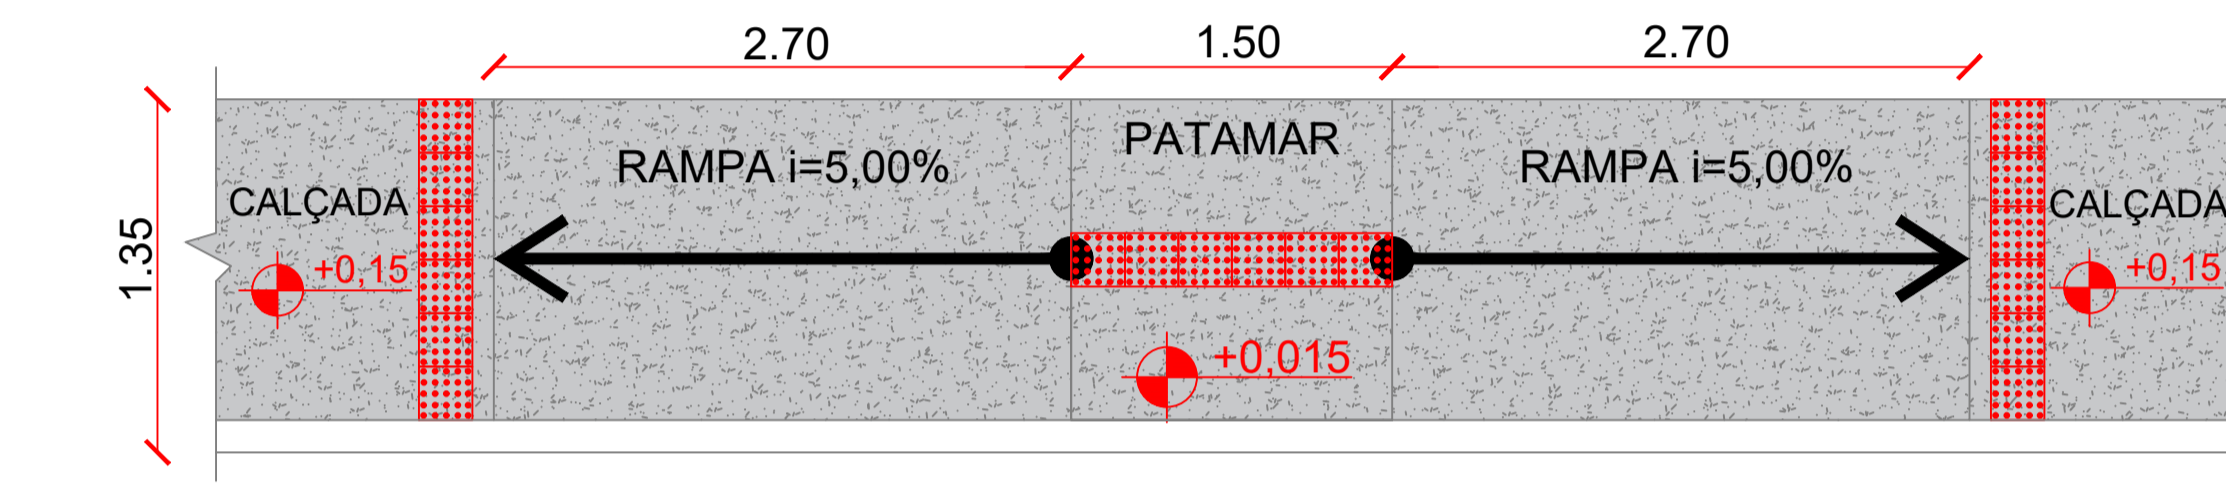 2.70
1.50
2.70
PATAMAR
RAMPA i=5,00%
RAMPA i=5,00%
CALÇADA
CALÇADA
1.35
+0,15
+0,15
+0,015